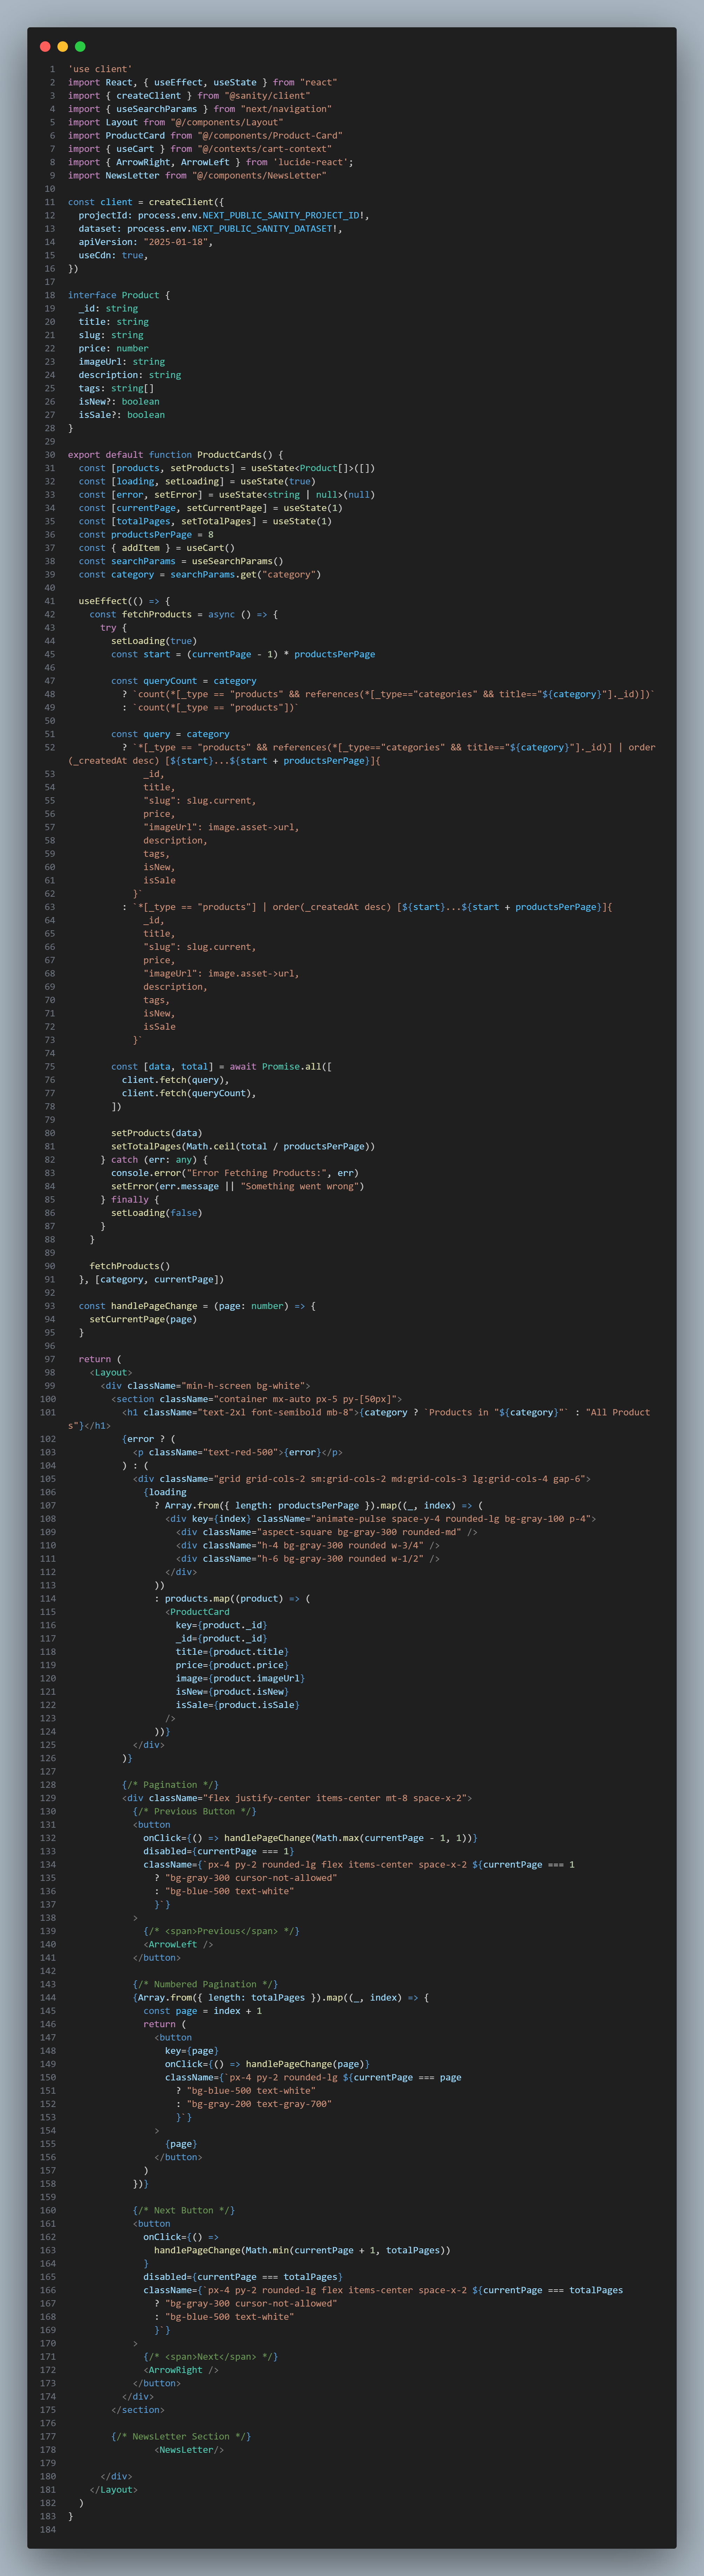 1 'use client'
2 import React, { useEffect, useState } from "react"
3 import { createClient } from "@sanity/client"
4 import { useSearchParams } from "next/navigation"
5 import Layout from "@/components/Layout"
6 import ProductCard from "@/components/Product-Card"
7 import { useCart } from "@/contexts/cart-context"
8 import { ArrowRight, ArrowLeft } from 'lucide-react';
9 import NewsLetter from "@/components/NewsLetter"
10
11 const client = createClient({
12   projectId: process.env.NEXT_PUBLIC_SANITY_PROJECT_ID!,
13   dataset: process.env.NEXT_PUBLIC_SANITY_DATASET!,
14   apiVersion: "2025-01-18",
15   useCdn: true,
16 })
17
18 interface Product {
19   _id: string
20   title: string
21   slug: string
22   price: number
23   imageUrl: string
24   description: string
25   tags: string[]
26   isNew?: boolean
27   isSale?: boolean
28 }
29
30 export default function ProductCards() {
31   const [products, setProducts] = useState<Product[]>([])
32   const [loading, setLoading] = useState(true)
33   const [error, setError] = useState<string | null>(null)
34   const [currentPage, setCurrentPage] = useState(1)
35   const [totalPages, setTotalPages] = useState(1)
36   const productsPerPage = 8
37   const { addItem } = useCart()
38   const searchParams = useSearchParams()
39   const category = searchParams.get("category")
40
41   useEffect(() => {
42     const fetchProducts = async () => {
43       try {
44         setLoading(true)
45         const start = (currentPage - 1) * productsPerPage
46
47         const queryCount = category
48           ? `count(*[_type == "products" && references(*[_type=="categories" && title=="${category}"]._id)])`
49           : `count(*[_type == "products"])`
50
51         const query = category
52           ? `*[_type == "products" && references(*[_type=="categories" && title=="${category}"]._id)] | order
(_createdAt desc) [${start}...${start + productsPerPage}]{
53               _id,
54               title,
55               "slug": slug.current,
56               price,
57               "imageUrl": image.asset->url,
58               description,
59               tags,
60               isNew,
61               isSale
62             }`
63           : `*[_type == "products"] | order(_createdAt desc) [${start}...${start + productsPerPage}]{
64               _id,
65               title,
66               "slug": slug.current,
67               price,
68               "imageUrl": image.asset->url,
69               description,
70               tags,
71               isNew,
72               isSale
73             }`
74
75         const [data, total] = await Promise.all([
76           client.fetch(query),
77           client.fetch(queryCount),
78         ])
79
80         setProducts(data)
81         setTotalPages(Math.ceil(total / productsPerPage))
82       } catch (err: any) {
83         console.error("Error Fetching Products:", err)
84         setError(err.message || "Something went wrong")
85       } finally {
86         setLoading(false)
87       }
88     }
89
90     fetchProducts()
91   }, [category, currentPage])
92
93   const handlePageChange = (page: number) => {
94     setCurrentPage(page)
95   }
96
97   return (
98     <Layout>
99       <div className="min-h-screen bg-white">
100         <section className="container mx-auto px-5 py-[50px]">
101           <h1 className="text-2xl font-semibold mb-8">{category ? `Products in "${category}"` : "All Product
s"}</h1>
102           {error ? (
103             <p className="text-red-500">{error}</p>
104           ) : (
105             <div className="grid grid-cols-2 sm:grid-cols-2 md:grid-cols-3 lg:grid-cols-4 gap-6">
106               {loading
107                 ? Array.from({ length: productsPerPage }).map((_, index) => (
108                   <div key={index} className="animate-pulse space-y-4 rounded-lg bg-gray-100 p-4">
109                     <div className="aspect-square bg-gray-300 rounded-md" />
110                     <div className="h-4 bg-gray-300 rounded w-3/4" />
111                     <div className="h-6 bg-gray-300 rounded w-1/2" />
112                   </div>
113                 ))
114                 : products.map((product) => (
115                   <ProductCard
116                     key={product._id}
117                     _id={product._id}
118                     title={product.title}
119                     price={product.price}
120                     image={product.imageUrl}
121                     isNew={product.isNew}
122                     isSale={product.isSale}
123                   />
124                 ))}
125             </div>
126           )}
127
128           {/* Pagination */}
129           <div className="flex justify-center items-center mt-8 space-x-2">
130             {/* Previous Button */}
131             <button
132               onClick={() => handlePageChange(Math.max(currentPage - 1, 1))}
133               disabled={currentPage === 1}
134               className={`px-4 py-2 rounded-lg flex items-center space-x-2 ${currentPage === 1
135                 ? "bg-gray-300 cursor-not-allowed"
136                 : "bg-blue-500 text-white"
137                 }`}
138             >
139               {/* <span>Previous</span> */}
140               <ArrowLeft />
141             </button>
142
143             {/* Numbered Pagination */}
144             {Array.from({ length: totalPages }).map((_, index) => {
145               const page = index + 1
146               return (
147                 <button
148                   key={page}
149                   onClick={() => handlePageChange(page)}
150                   className={`px-4 py-2 rounded-lg ${currentPage === page
151                     ? "bg-blue-500 text-white"
152                     : "bg-gray-200 text-gray-700"
153                     }`}
154                 >
155                   {page}
156                 </button>
157               )
158             })}
159
160             {/* Next Button */}
161             <button
162               onClick={() =>
163                 handlePageChange(Math.min(currentPage + 1, totalPages))
164               }
165               disabled={currentPage === totalPages}
166               className={`px-4 py-2 rounded-lg flex items-center space-x-2 ${currentPage === totalPages
167                 ? "bg-gray-300 cursor-not-allowed"
168                 : "bg-blue-500 text-white"
169                 }`}
170             >
171               {/* <span>Next</span> */}
172               <ArrowRight />
173             </button>
174           </div>
175         </section>
176
177         {/* NewsLetter Section */}
178                 <NewsLetter/>
179
180       </div>
181     </Layout>
182   )
183 }
184